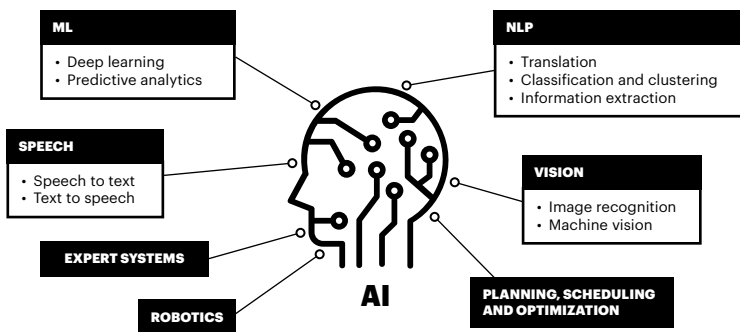 ML
• Deep learning
• Predictive analytics
NLP
• Translation
• Classification and clustering
• Information extraction
SPEECH
• Speech to text
• Text to speech
VISION
• Image recognition
• Machine vision
EXPERT SYSTEMS
ROBOTICS
AI
PLANNING, SCHEDULING
AND OPTIMIZATION